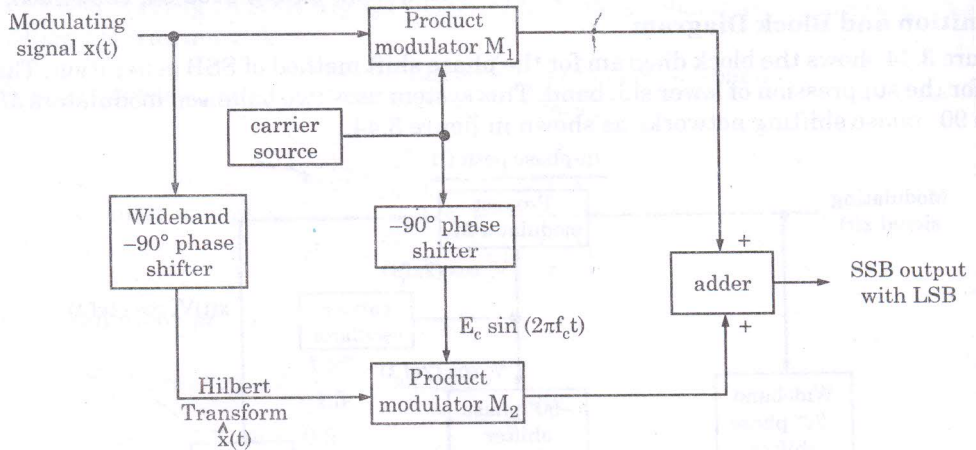 Modulating
signal x(t)
Product
modulator M₁
carrier
source
Wideband
−90° phase
shifter
−90° phase
shifter
+
adder
+
SSB output
with LSB
E_c sin (2πf_ct)
Hilbert
Transform
x̂(t)
Product
modulator M₂